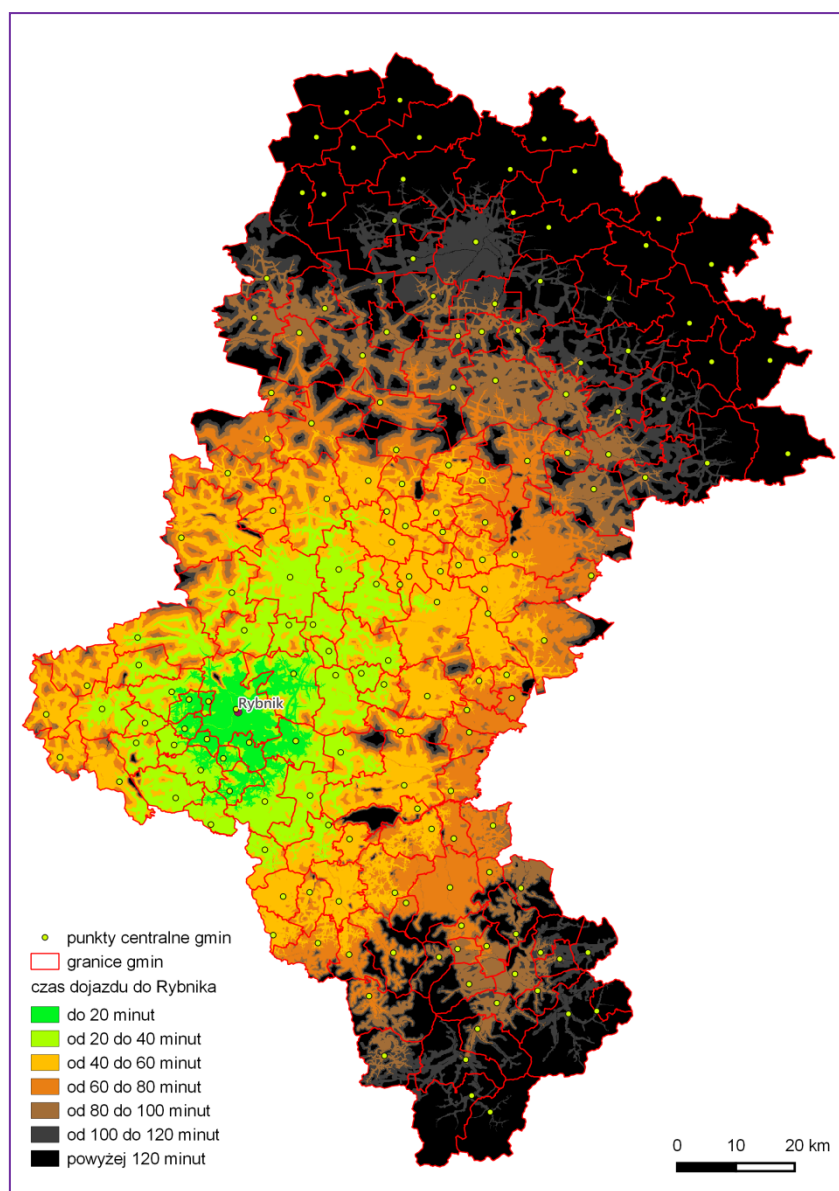 Rybnik
punkty centralne gmin
granice gmin
czas dojazdu do Rybnika
do 20 minut
od 20 do 40 minut
od 40 do 60 minut
od 60 do 80 minut
od 80 do 100 minut
od 100 do 120 minut
powyżej 120 minut
0 10 20 km